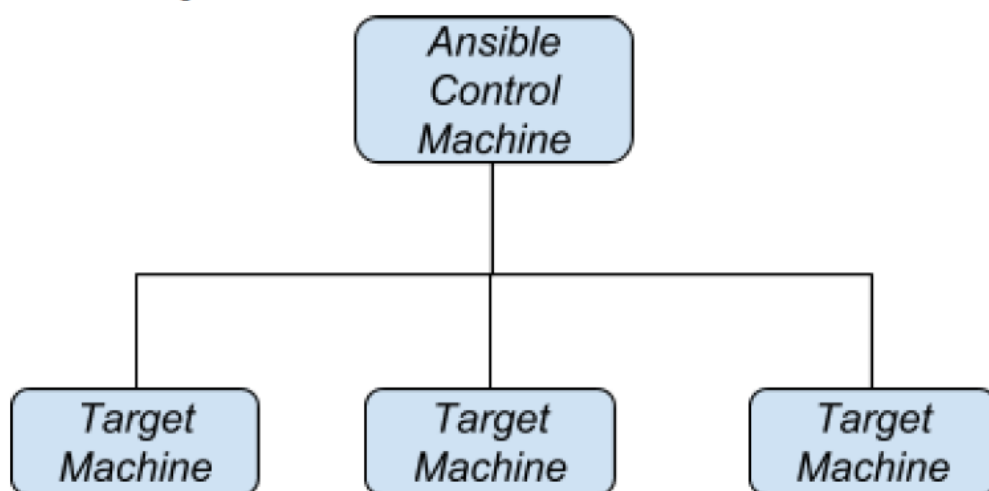 Ansible
Control
Machine
Target
Machine
Target
Machine
Target
Machine